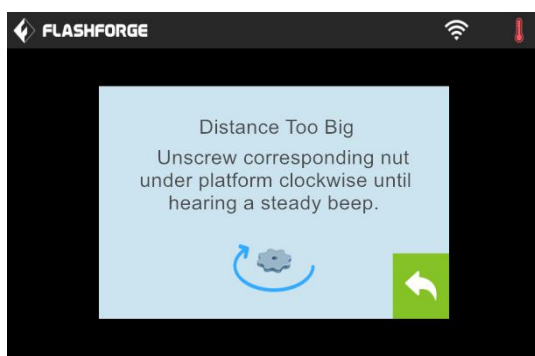 FLASHFORGE
Distance Too Big
Unscrew corresponding nut
under platform clockwise until
hearing a steady beep.